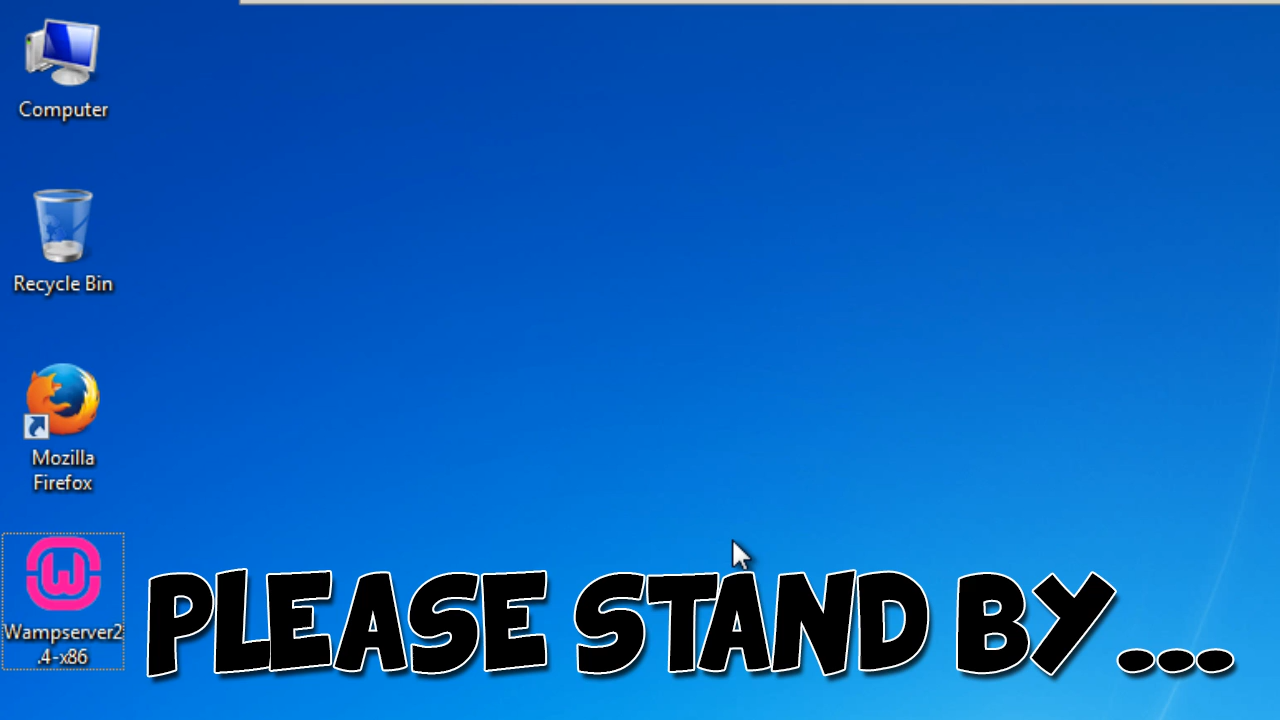 Computer
Recycle Bin
Mozilla
Firefox
Wampserver2
.4-x86
PLEASE STAND BY ...